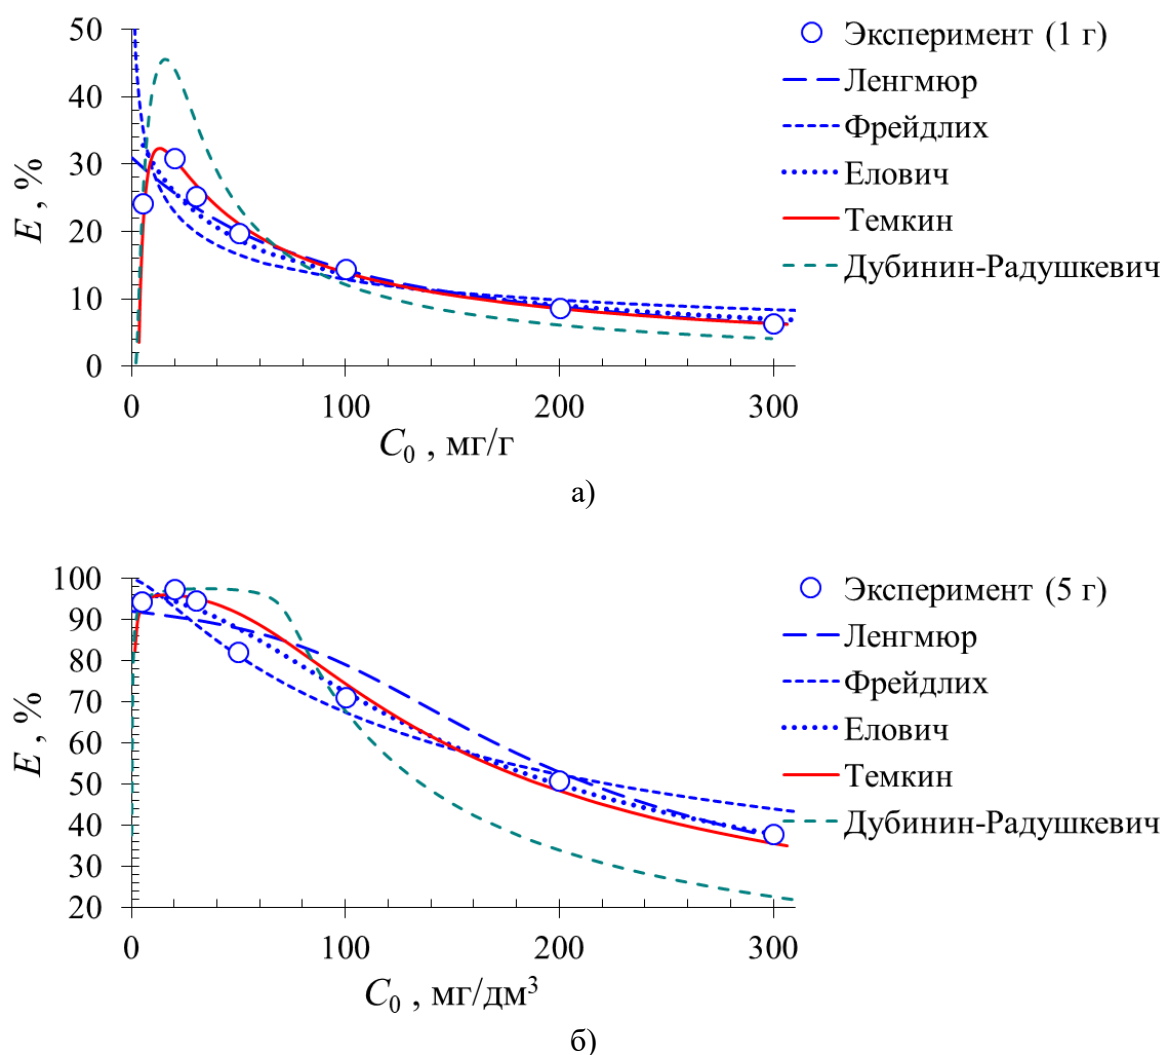 50
40
30
20
10
0
E, %
0
100
200
300
C₀ , мг/г
Эксперимент (1 г)
Ленгмюр
Фрейдлих
Елович
Темкин
Дубинин-Радушкевич
а)
100
90
80
70
60
50
40
30
20
E, %
0
100
200
300
C₀ , мг/дм³
Эксперимент (5 г)
Ленгмюр
Фрейдлих
Елович
Темкин
Дубинин-Радушкевич
б)